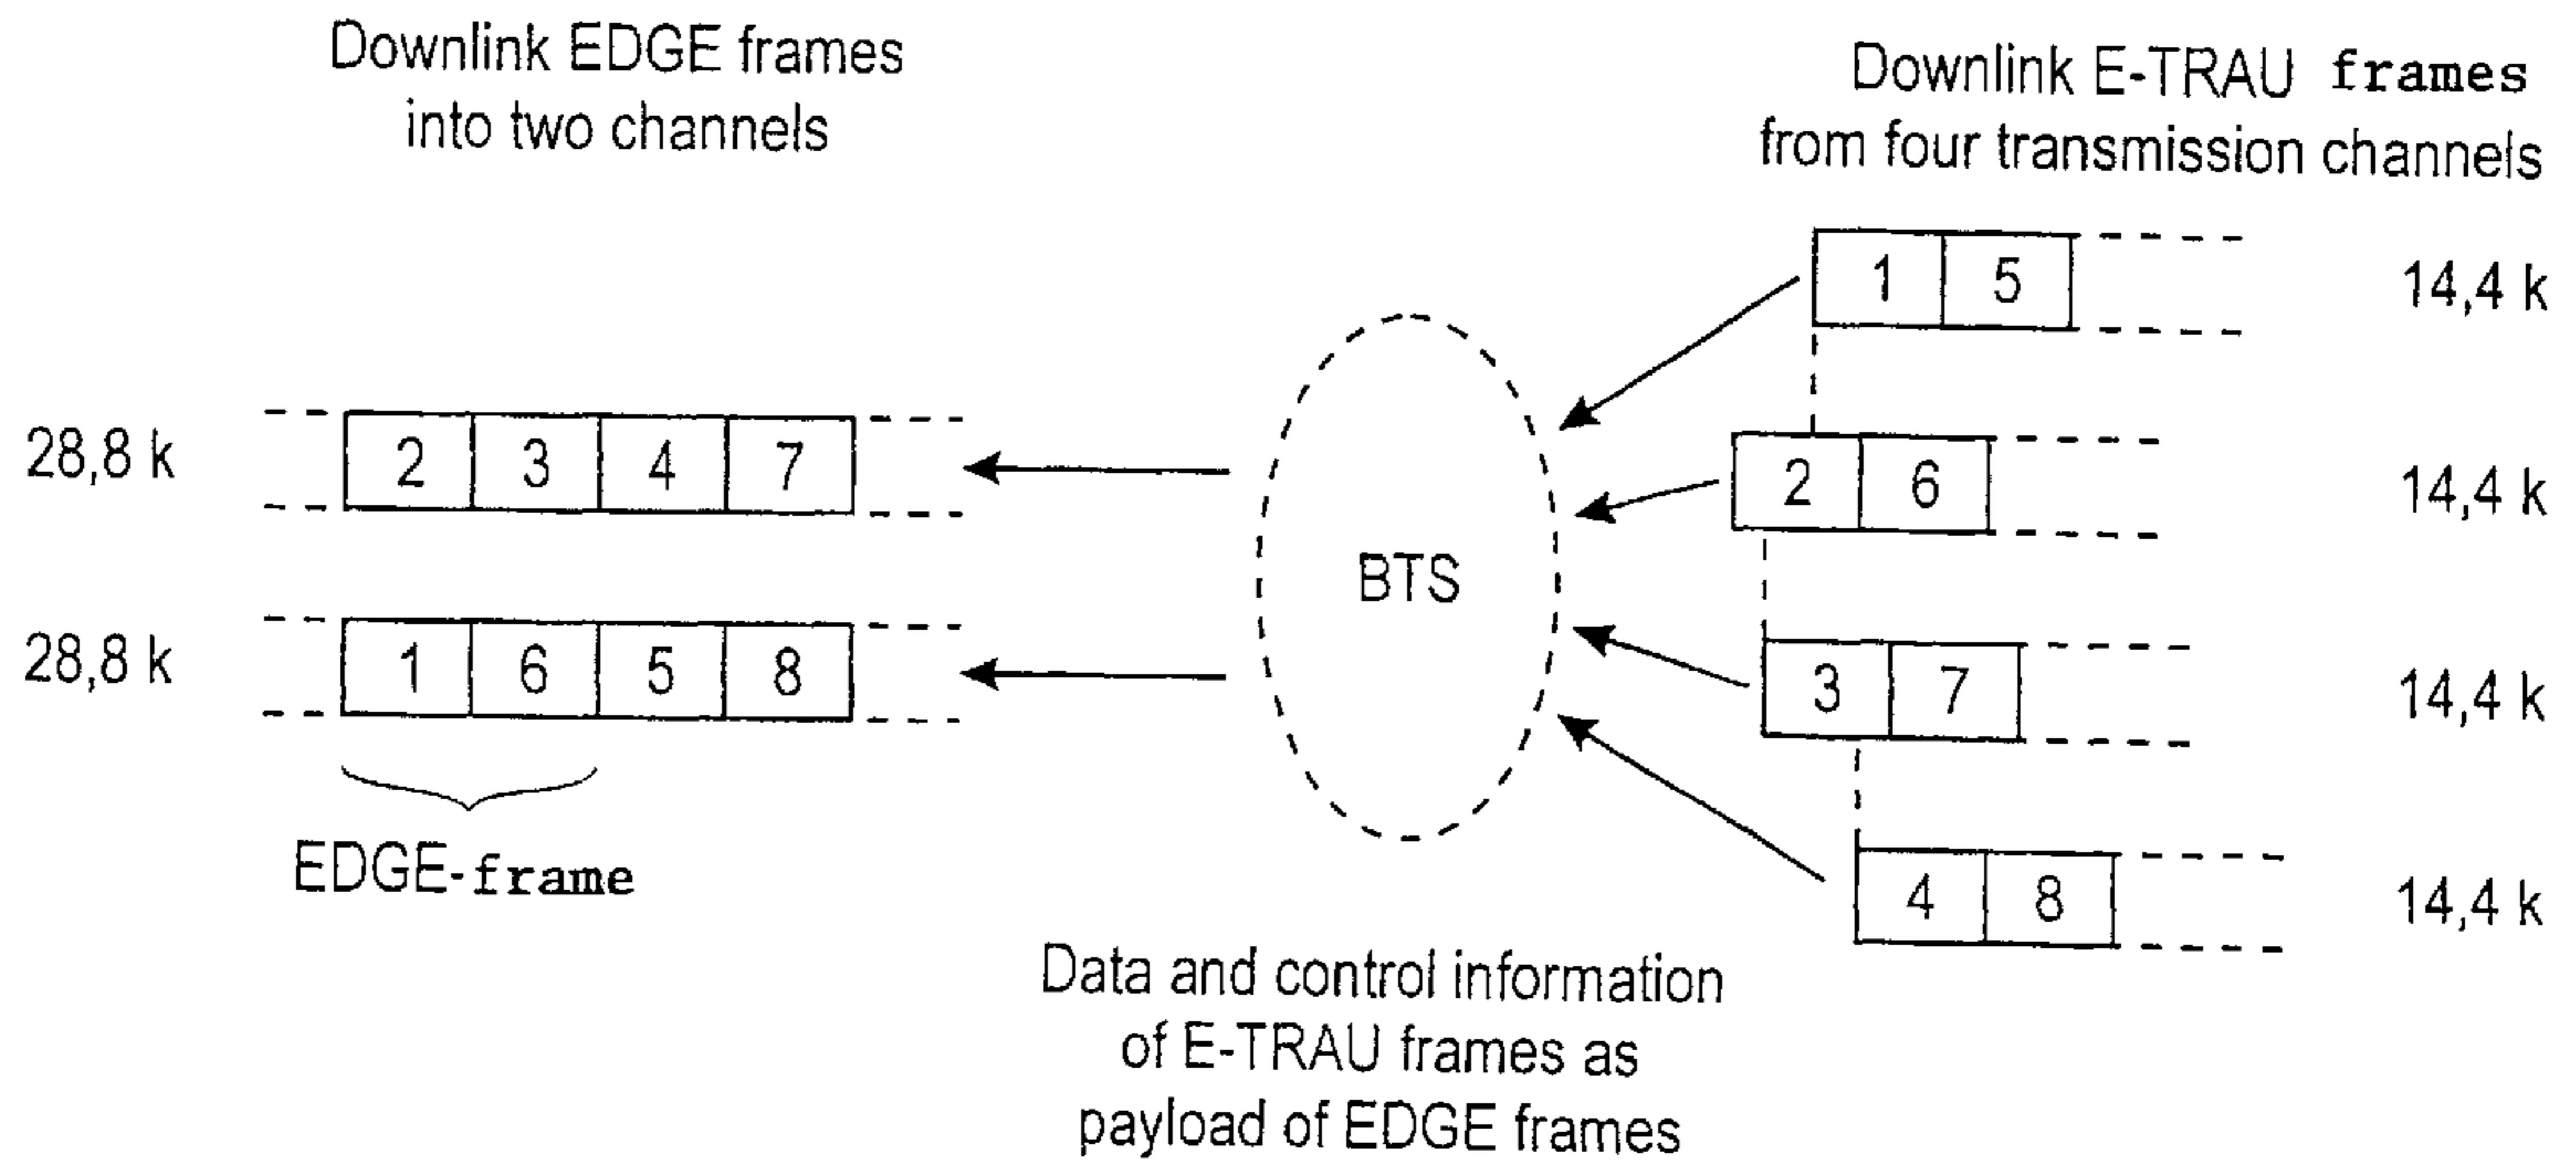 Downlink EDGE frames
into two channels
Downlink E-TRAU frames
from four transmission channels
1 5
14,4 k
28,8 k
2 3 4 7
2 6
14,4 k
BTS
28,8 k
1 6 5 8
3 7
14,4 k
EDGE-frame
4 8
14,4 k
Data and control information
of E-TRAU frames as
payload of EDGE frames